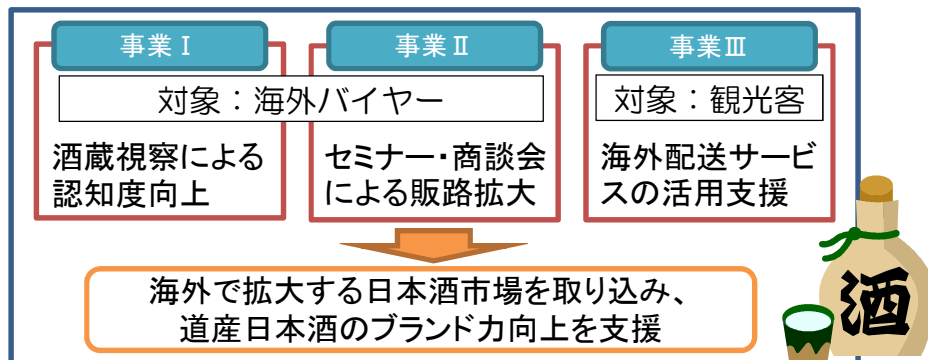 事業Ⅰ
事業Ⅱ
事業Ⅲ
対象：海外バイヤー
対象：観光客
酒蔵視察による
認知度向上
セミナー・商談会
による販路拡大
海外配送サービ
スの活用支援
海外で拡大する日本酒市場を取り込み、
道産日本酒のブランド力向上を支援
酒